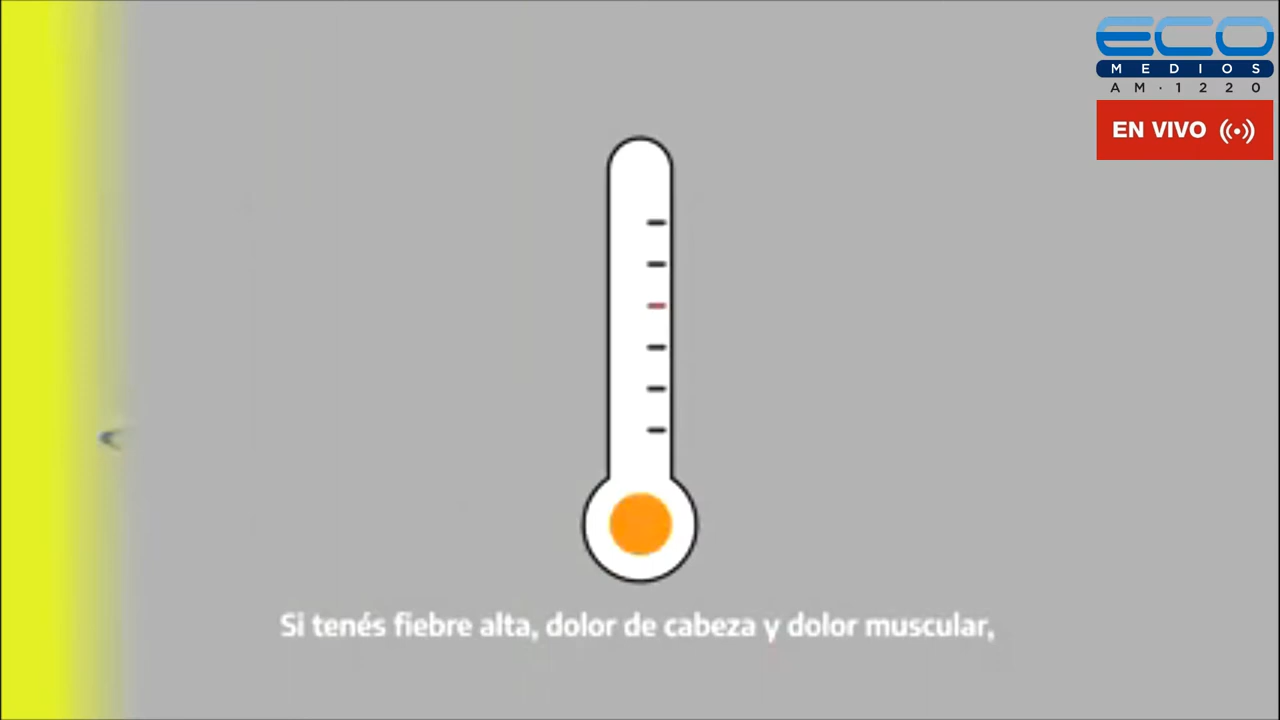 ECO
MEDIOS
AM·1220
EN VIVO
Si tenés fiebre alta, dolor de cabeza y dolor muscular,